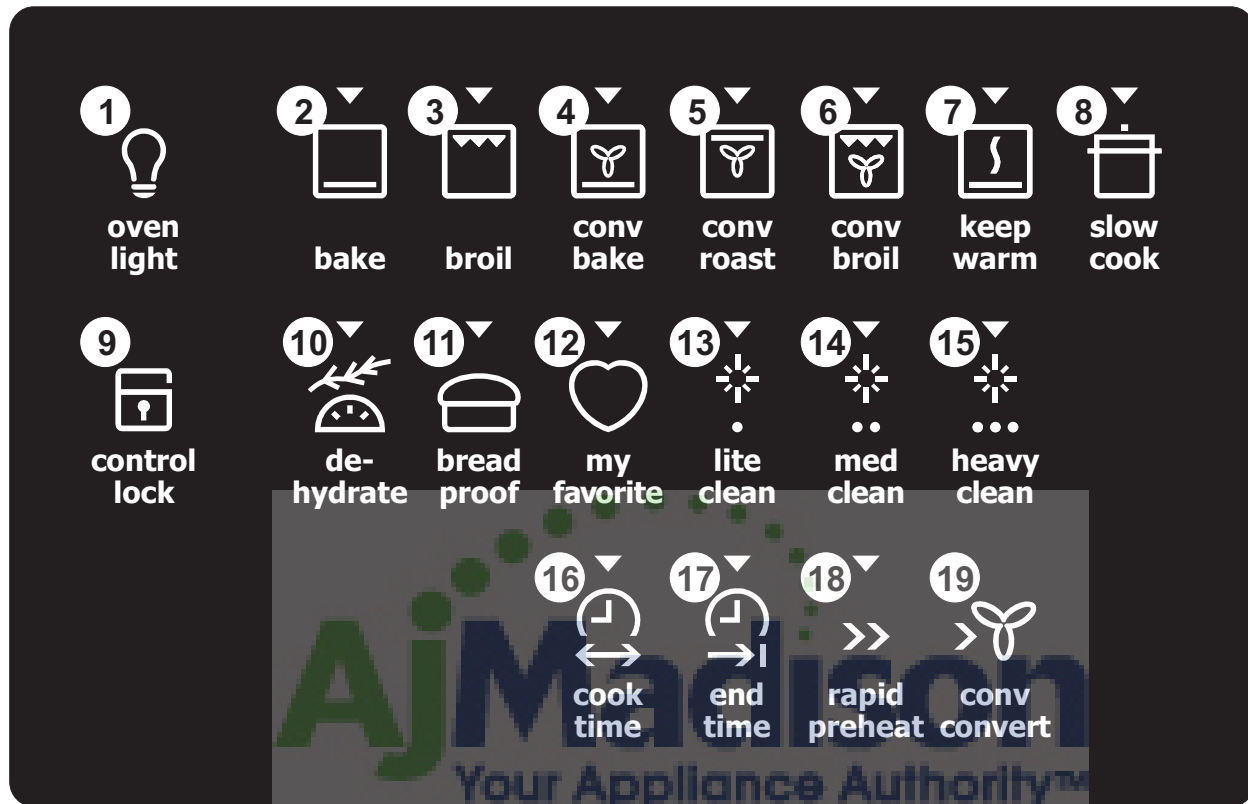 1 2 3 4 5 6 7 8
oven light
bake
broil
conv bake
conv roast
conv broil
keep warm
slow cook
9 10 11 12 13 14 15
control lock
de-hydrate
bread proof
my favorite
lite clean
med clean
heavy clean
16 17 18 19
cook time
end time
rapid preheat
conv convert
AjMadison
Your Appliance Authority™